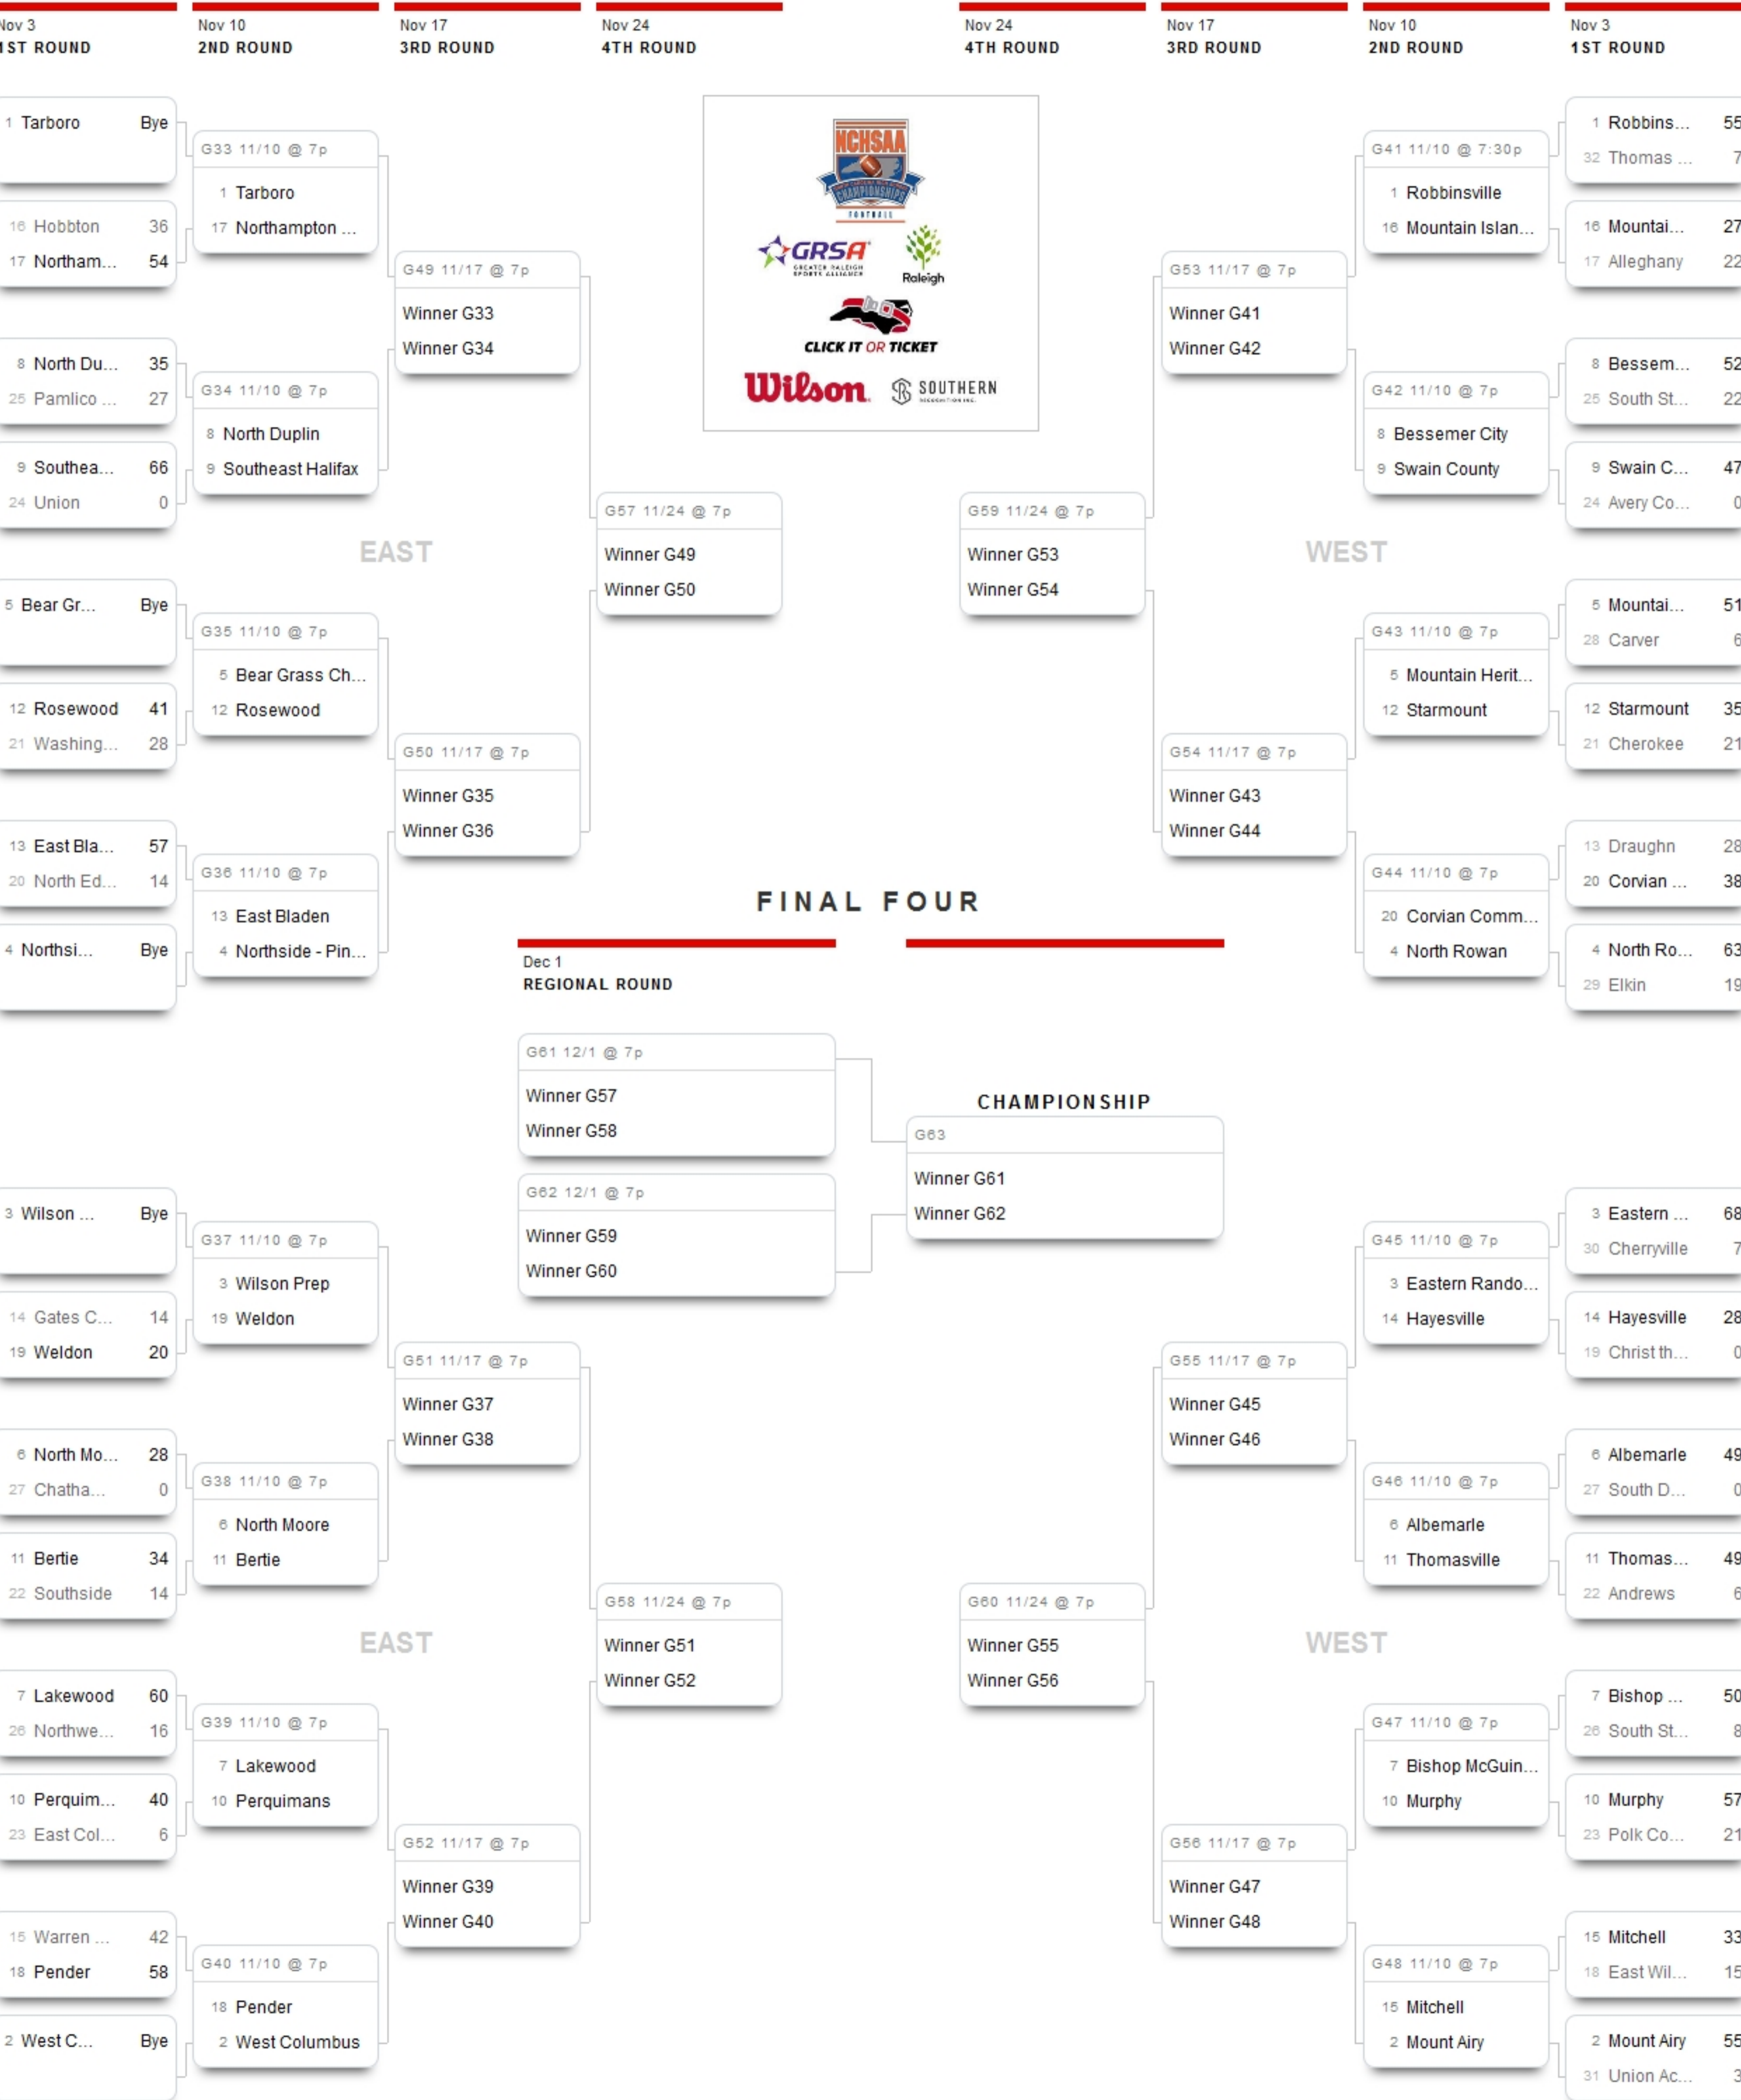 Nov 3
1ST ROUND
Nov 10
2ND ROUND
Nov 17
3RD ROUND
Nov 24
4TH ROUND
Nov 24
4TH ROUND
Nov 17
3RD ROUND
Nov 10
2ND ROUND
Nov 3
1ST ROUND
1 Tarboro Bye
16 Hobbton 36
17 Northam... 54
8 North Du... 35
25 Pamlico ... 27
9 Southea... 66
24 Union 0
5 Bear Gr... Bye
12 Rosewood 41
21 Washing... 28
13 East Bla... 57
20 North Ed... 14
4 Northsi... Bye
G33 11/10 @ 7p
1 Tarboro
17 Northampton ...
G34 11/10 @ 7p
8 North Duplin
9 Southeast Halifax
G35 11/10 @ 7p
5 Bear Grass Ch...
12 Rosewood
G36 11/10 @ 7p
13 East Bladen
4 Northside - Pin...
G49 11/17 @ 7p
Winner G33
Winner G34
EAST
G50 11/17 @ 7p
Winner G35
Winner G36
G57 11/24 @ 7p
Winner G49
Winner G50
NCHSAA
CHAMPIONSHIPS
FOOTBALL
GRSA
GREATER RALEIGH
SPORTS ALLIANCE
Raleigh
CLICK IT OR TICKET
Wilson
SOUTHERN
RECOGNITION INC.
G59 11/24 @ 7p
Winner G53
Winner G54
G53 11/17 @ 7p
Winner G41
Winner G42
WEST
G54 11/17 @ 7p
Winner G43
Winner G44
G41 11/10 @ 7:30p
1 Robbinsville
16 Mountain Islan...
G42 11/10 @ 7p
8 Bessemer City
9 Swain County
G43 11/10 @ 7p
5 Mountain Herit...
12 Starmount
G44 11/10 @ 7p
20 Corvian Comm...
4 North Rowan
1 Robbins... 55
32 Thomas ... 7
16 Mountai... 27
17 Alleghany 22
8 Bessem... 52
25 South St... 22
9 Swain C... 47
24 Avery Co... 0
5 Mountai... 51
28 Carver 6
12 Starmount 35
21 Cherokee 21
13 Draughn 28
20 Corvian ... 38
4 North Ro... 63
29 Elkin 19
FINAL FOUR
Dec 1
REGIONAL ROUND
G61 12/1 @ 7p
Winner G57
Winner G58
G62 12/1 @ 7p
Winner G59
Winner G60
CHAMPIONSHIP
G63
Winner G61
Winner G62
3 Wilson ... Bye
14 Gates C... 14
19 Weldon 20
6 North Mo... 28
27 Chatha... 0
11 Bertie 34
22 Southside 14
7 Lakewood 60
26 Northwe... 16
10 Perquim... 40
23 East Col... 6
15 Warren ... 42
18 Pender 58
2 West C... Bye
G37 11/10 @ 7p
3 Wilson Prep
19 Weldon
G38 11/10 @ 7p
6 North Moore
11 Bertie
G39 11/10 @ 7p
7 Lakewood
10 Perquimans
G40 11/10 @ 7p
18 Pender
2 West Columbus
G51 11/17 @ 7p
Winner G37
Winner G38
EAST
G52 11/17 @ 7p
Winner G39
Winner G40
G58 11/24 @ 7p
Winner G51
Winner G52
G60 11/24 @ 7p
Winner G55
Winner G56
G55 11/17 @ 7p
Winner G45
Winner G46
WEST
G56 11/17 @ 7p
Winner G47
Winner G48
G45 11/10 @ 7p
3 Eastern Rando...
14 Hayesville
G46 11/10 @ 7p
6 Albemarle
11 Thomasville
G47 11/10 @ 7p
7 Bishop McGuin...
10 Murphy
G48 11/10 @ 7p
15 Mitchell
2 Mount Airy
3 Eastern ... 68
30 Cherryville 7
14 Hayesville 28
19 Christ th... 0
6 Albemarle 49
27 South D... 0
11 Thomas... 49
22 Andrews 6
7 Bishop ... 50
26 South St... 8
10 Murphy 57
23 Polk Co... 21
15 Mitchell 33
18 East Wil... 15
2 Mount Airy 55
31 Union Ac... 3